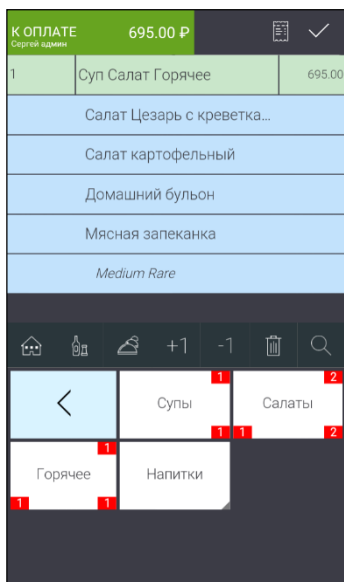 К ОПЛАТЕ 695.00 ₽
Сергей админ
1 Суп Салат Горячее 695.00
Салат Цезарь с креветка...
Салат картофельный
Домашний бульон
Мясная запеканка
Medium Rare
+1 -1
1 2
Супы Салаты
1 1 2
1
Горячее Напитки
1 1